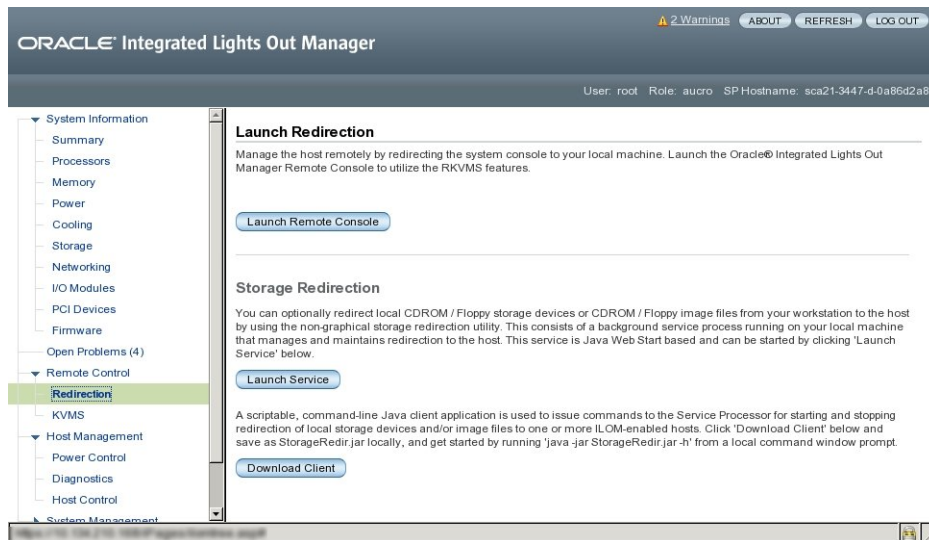 2 Warnings ABOUT REFRESH LOG OUT
ORACLE® Integrated Lights Out Manager
User: root Role: aucro SP Hostname: sca21-3447-d-0a86d2a8
System Information
Summary
Processors
Memory
Power
Cooling
Storage
Networking
I/O Modules
PCI Devices
Firmware
Open Problems (4)
Remote Control
Redirection
KVMS
Host Management
Power Control
Diagnostics
Host Control
System Management
Launch Redirection
Manage the host remotely by redirecting the system console to your local machine. Launch the Oracle® Integrated Lights Out
Manager Remote Console to utilize the RKVMS features.
Launch Remote Console
Storage Redirection
You can optionally redirect local CDROM / Floppy storage devices or CDROM / Floppy image files from your workstation to the host
by using the non-graphical storage redirection utility. This consists of a background service process running on your local machine
that manages and maintains redirection to the host. This service is Java Web Start based and can be started by clicking 'Launch
Service' below.
Launch Service
A scriptable, command-line Java client application is used to issue commands to the Service Processor for starting and stopping
redirection of local storage devices and/or image files to one or more ILOM-enabled hosts. Click 'Download Client' below and
save as StorageRedir.jar locally, and get started by running 'java -jar StorageRedir.jar -h' from a local command window prompt.
Download Client